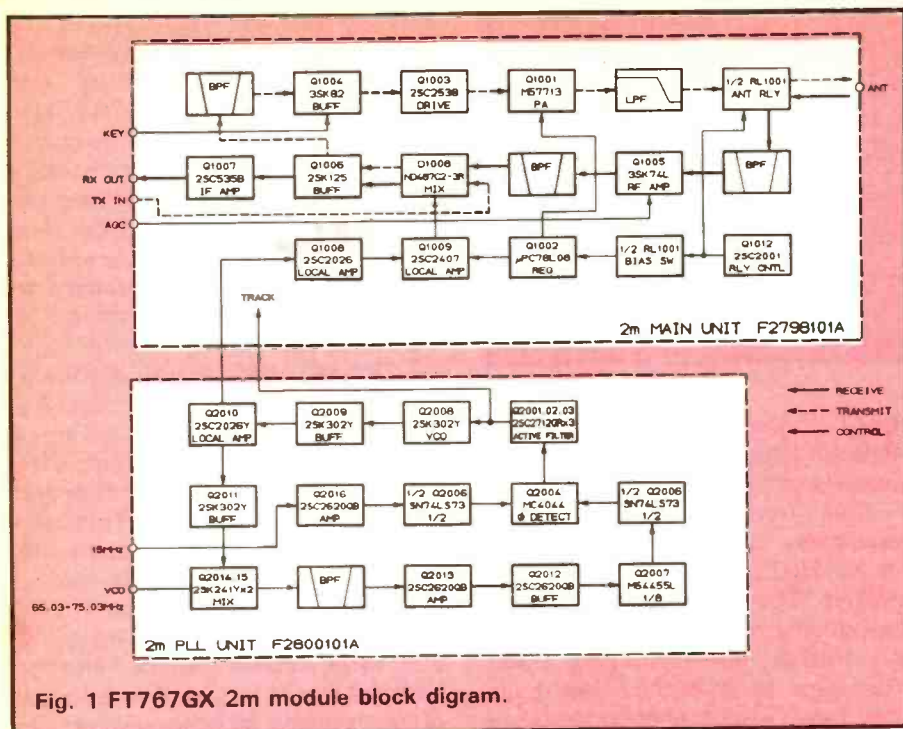 BPF
Q1004
3SK82
BUFF
Q1003
2SC2538
DRIVE
Q1001
M57713
PA
LPF
1/2 RL1001
ANT RLY
ANT
KEY
RX OUT
TX IN
AGC
Q1007
2SC535B
IF AMP
Q1006
2SK125
BUFF
D1008
ND487C2-3R
MIX
BPF
Q1005
3SK74L
RF AMP
BPF
Q1008
2SC2026
LOCAL AMP
Q1009
2SC2407
LOCAL AMP
Q1002
µPC78L08
REG
1/2 RL1001
BIAS SW
Q1012
2SC2001
RLY CNTL
TRACK
2m MAIN UNIT F2798101A
Q2010
2SC2026Y
LOCAL AMP
Q2009
2SK302Y
BUFF
Q2008
2SK302Y
VCO
Q2001.02.03
2SC2712GRx3
ACTIVE FILTER
RECEIVE
TRANSMIT
CONTROL
Q2011
2SK302Y
BUFF
Q2016
2SC2620QB
AMP
1/2 Q2006
SN74LS73
1/2
Q2004
MC4044
Ø DETECT
1/2 Q2006
SN74LS73
1/2
15MHz
VCO
65.03-75.03MHz
Q2014.15
2SK241Yx2
MIX
BPF
Q2013
2SC2620QB
AMP
Q2012
2SC2620QB
BUFF
Q2007
M54455L
1/8
2m PLL UNIT F2800101A
Fig. 1 FT767GX 2m module block digram.